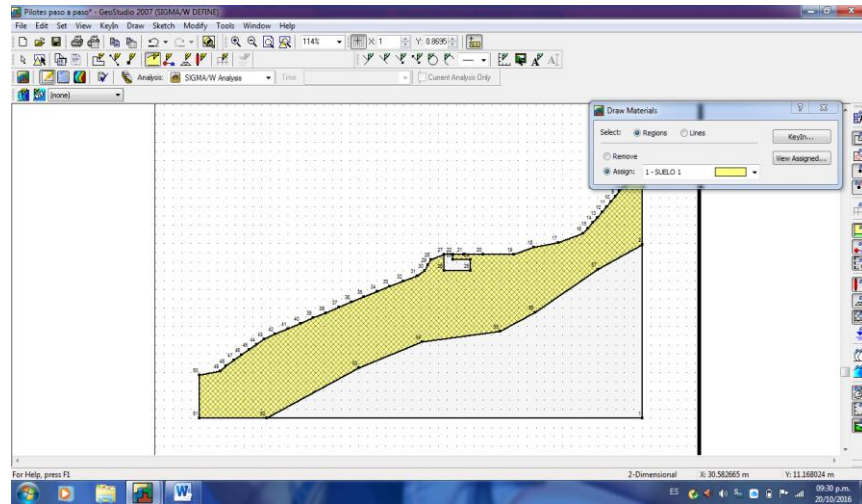 Pilotes paso a paso* - GeoStudio 2007 (SIGMA/W DEFINE)
File Edit Set View KeyIn Draw Sketch Modify Tools Window Help
114% X: 1 Y: 0.8695
Analysis: SIGMA/W Analysis Time: Current Analysis Only
(none)
Draw Materials
Select: Regions Lines KeyIn...
Remove View Assigned...
Assign: 1 - SUELO 1
For Help, press F1 2-Dimensional X: 30.582665 m Y: 11.168024 m
ES 09:30 p.m.
20/10/2016